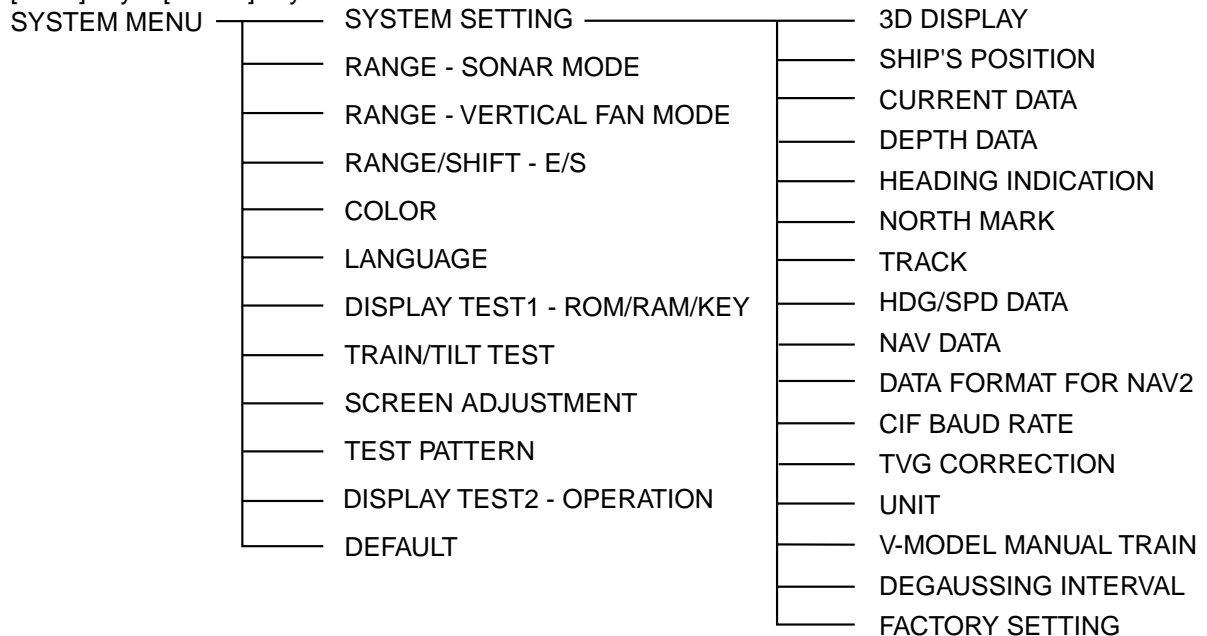 SYSTEM MENU
SYSTEM SETTING
RANGE - SONAR MODE
RANGE - VERTICAL FAN MODE
RANGE/SHIFT - E/S
COLOR
LANGUAGE
DISPLAY TEST1 - ROM/RAM/KEY
TRAIN/TILT TEST
SCREEN ADJUSTMENT
TEST PATTERN
DISPLAY TEST2 - OPERATION
DEFAULT
3D DISPLAY
SHIP'S POSITION
CURRENT DATA
DEPTH DATA
HEADING INDICATION
NORTH MARK
TRACK
HDG/SPD DATA
NAV DATA
DATA FORMAT FOR NAV2
CIF BAUD RATE
TVG CORRECTION
UNIT
V-MODEL MANUAL TRAIN
DEGAUSSING INTERVAL
FACTORY SETTING